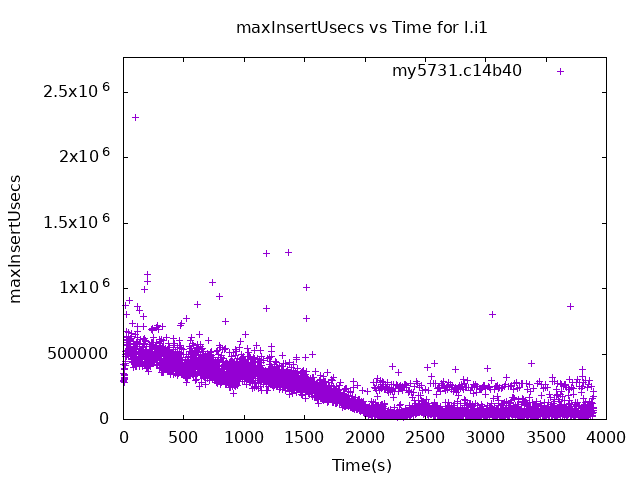 maxInsertUsecs vs Time for I.i1
my5731.c14b40
2.5x10^6
2x10^6
1.5x10^6
1x10^6
500000
0
maxInsertUsecs
0 500 1000 1500 2000 2500 3000 3500 4000
Time(s)